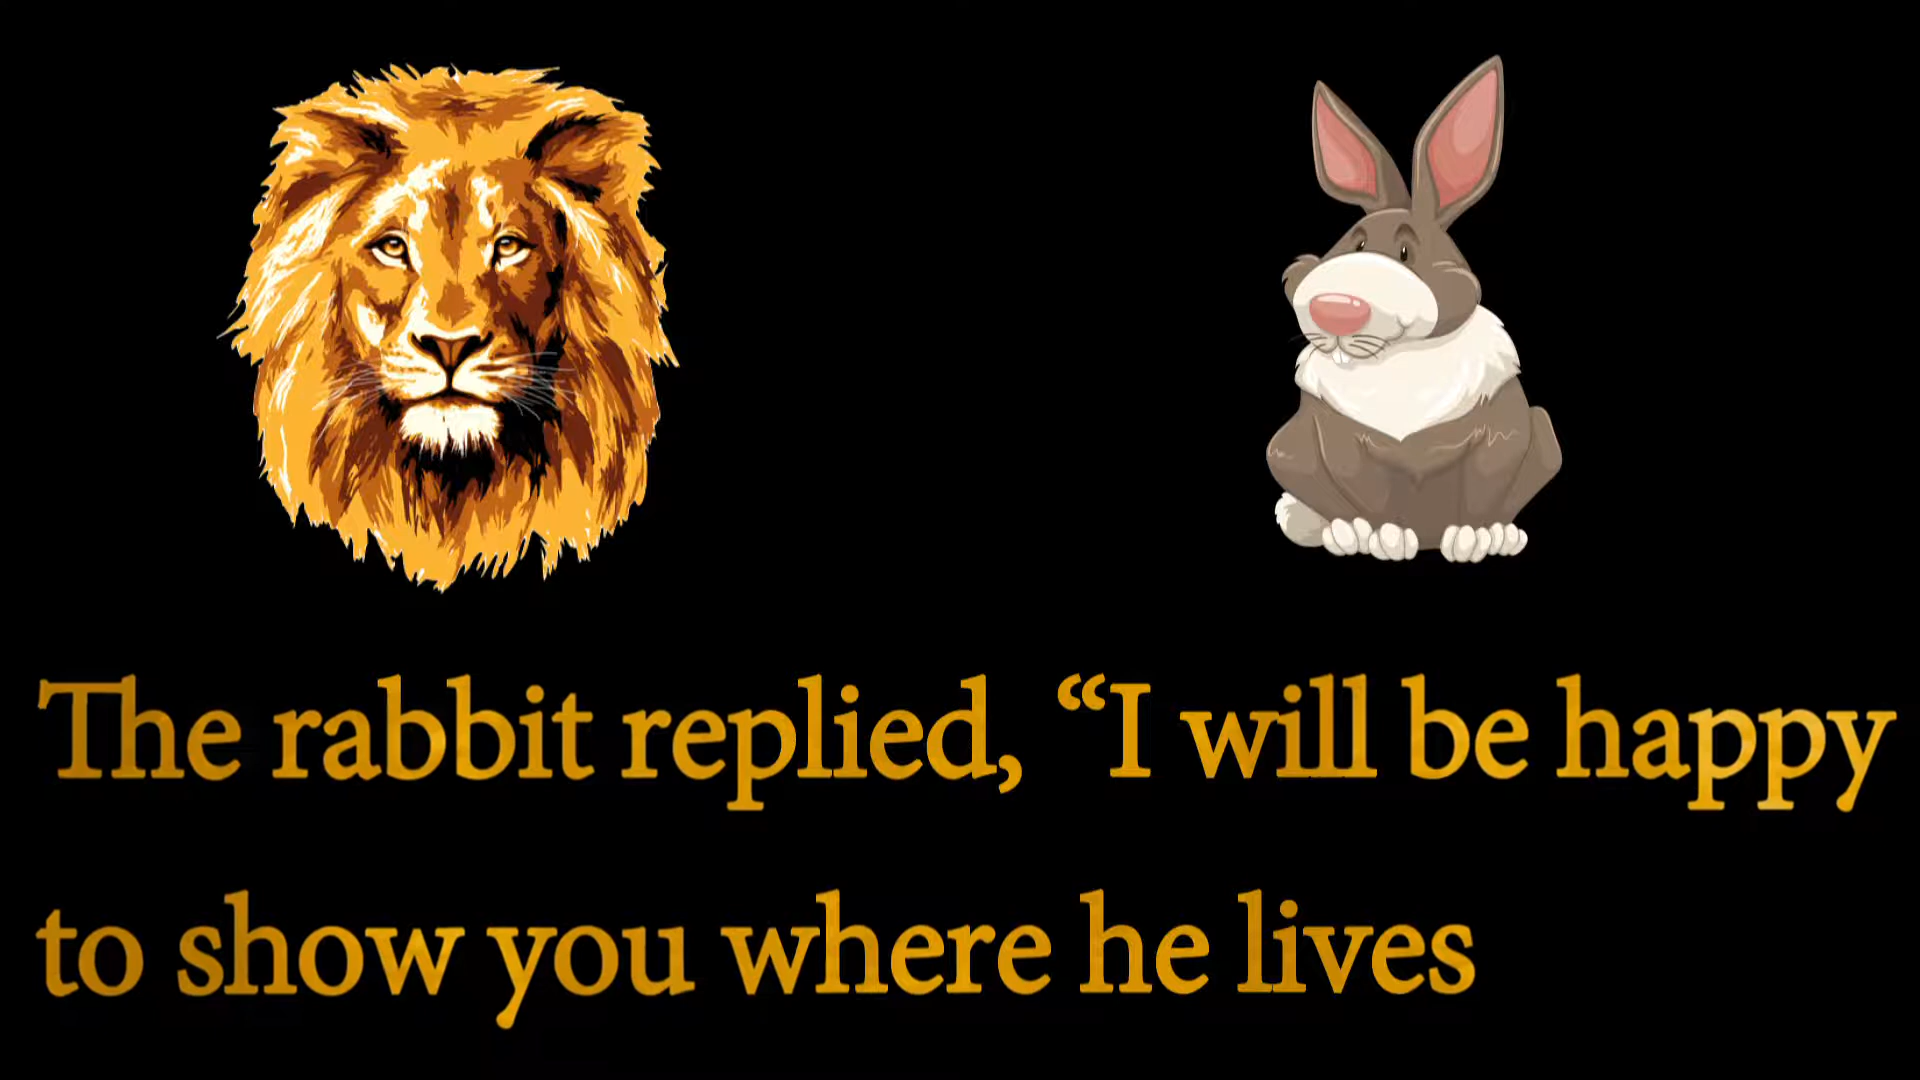 The rabbit replied, “I will be happy
to show you where he lives